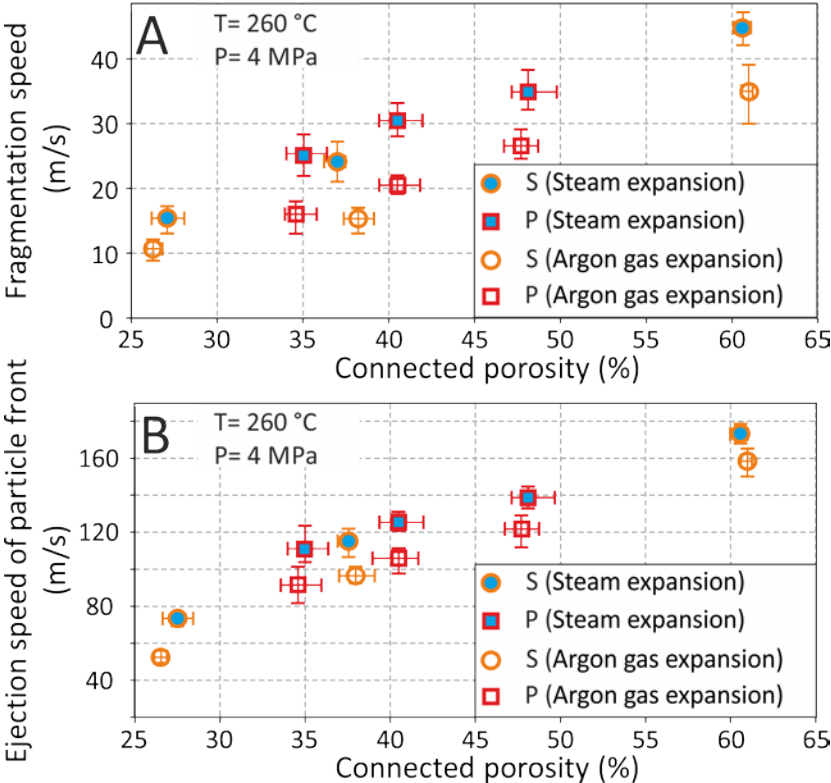 A
T= 260 °C
P= 4 MPa
Fragmentation speed
(m/s)
40
30
20
10
0
S (Steam expansion)
P (Steam expansion)
S (Argon gas expansion)
P (Argon gas expansion)
25 30 35 40 45 50 55 60 65
Connected porosity (%)
B
T= 260 °C
P= 4 MPa
Ejection speed of particle front
(m/s)
160
120
80
40
S (Steam expansion)
P (Steam expansion)
S (Argon gas expansion)
P (Argon gas expansion)
25 30 35 40 45 50 55 60 65
Connected porosity (%)